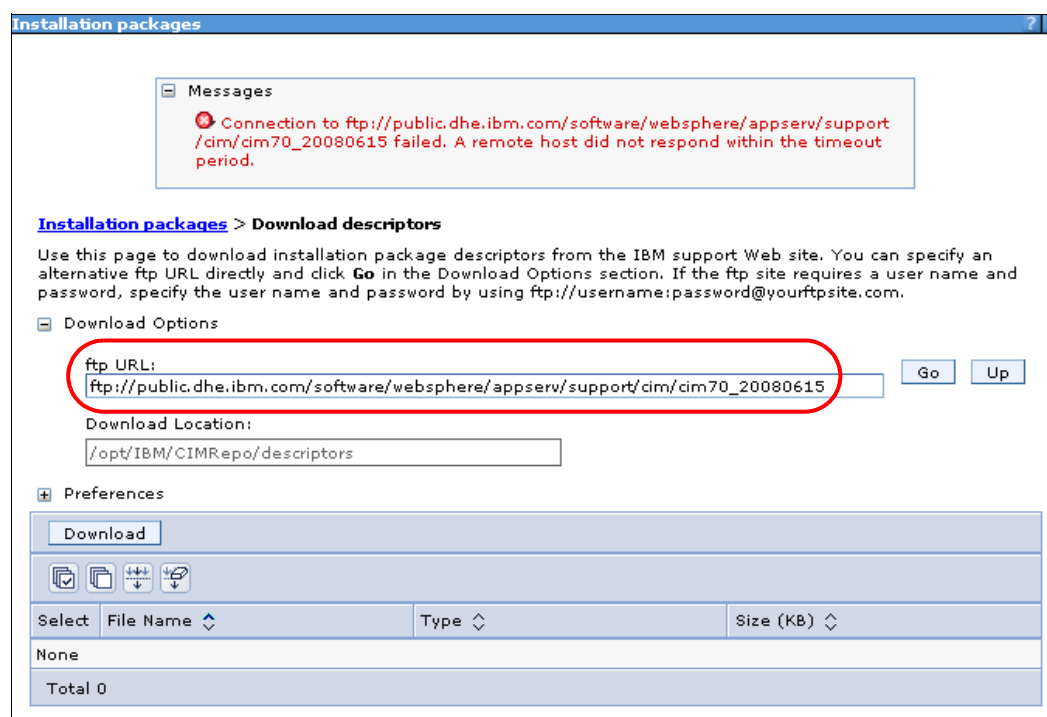 Installation packages ?
Messages
Connection to ftp://public.dhe.ibm.com/software/websphere/appserv/support
/cim/cim70_20080615 failed. A remote host did not respond within the timeout
period.
Installation packages > Download descriptors
Use this page to download installation package descriptors from the IBM support Web site. You can specify an
alternative ftp URL directly and click Go in the Download Options section. If the ftp site requires a user name and
password, specify the user name and password by using ftp://username:password@yourftpsite.com.
Download Options
ftp URL:
ftp://public.dhe.ibm.com/software/websphere/appserv/support/cim/cim70_20080615
Go Up
Download Location:
/opt/IBM/CIMRepo/descriptors
Preferences
Download
Select File Name Type Size (KB)
None
Total 0